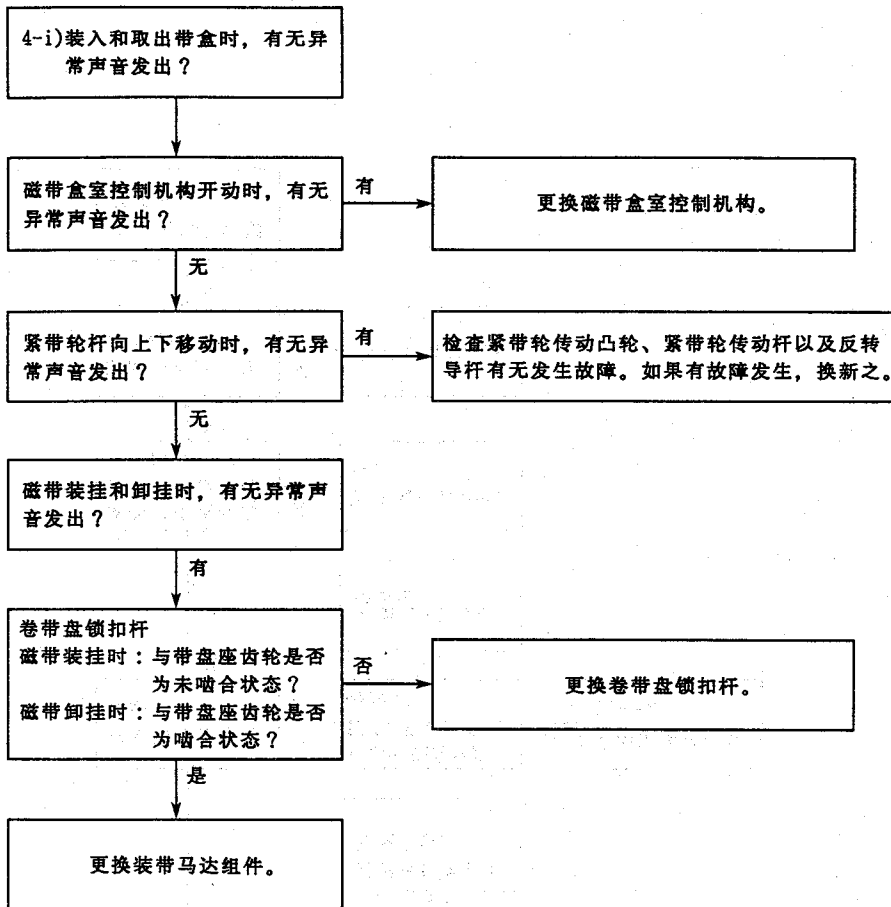 4-i)装入和取出带盒时，有无异
常声音发出？
磁带盒室控制机构开动时，有无
异常声音发出？
有
更换磁带盒室控制机构。
无
紧带轮杆向上下移动时，有无异
常声音发出？
有
检查紧带轮传动凸轮、紧带轮传动杆以及反转
导杆有无发生故障。如果有故障发生，换新之。
无
磁带装挂和卸挂时，有无异常声
音发出？
有
卷带盘锁扣杆
磁带装挂时：与带盘座齿轮是否
为未啮合状态？
磁带卸挂时：与带盘座齿轮是否
为啮合状态？
否
更换卷带盘锁扣杆。
是
更换装带马达组件。